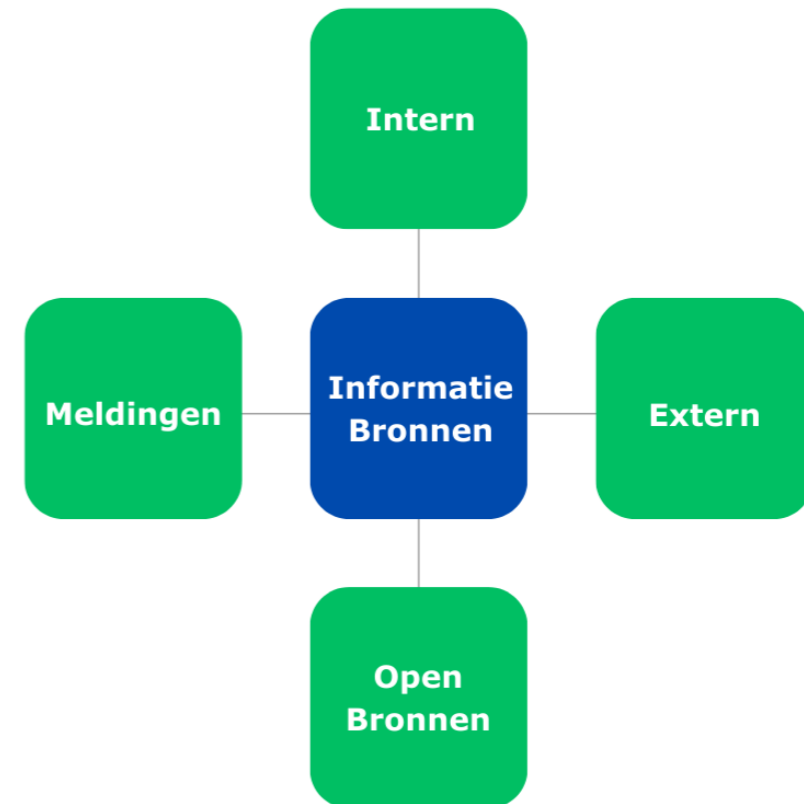 Intern
Meldingen
Informatie
Bronnen
Extern
Open
Bronnen